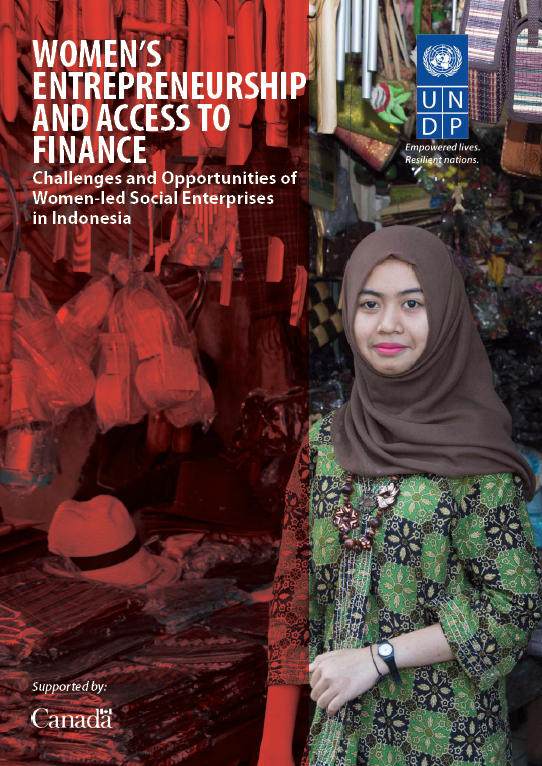 WOMEN'S
ENTREPRENEURSHIP
AND ACCESS TO
FINANCE
Challenges and Opportunities of
Women-led Social Enterprises
in Indonesia
U N
D P
Empowered lives.
Resilient nations.
Supported by:
Canada